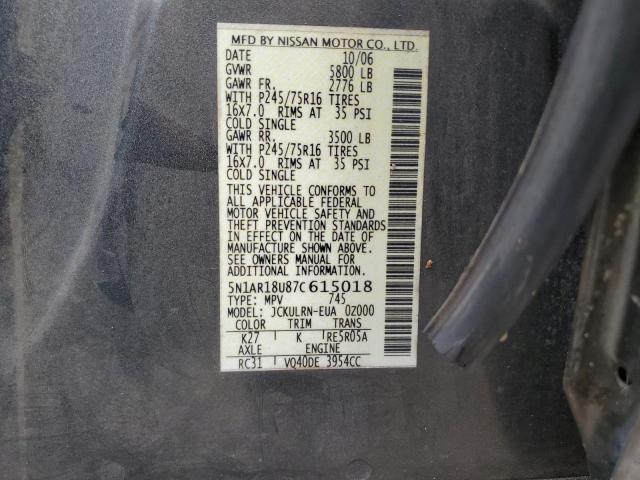 MFD BY NISSAN MOTOR CO., LTD.
DATE 10/06
GVWR 5800 LB
GAWR FR. 2776 LB
WITH P245/75R16 TIRES
16X7.0 RIMS AT 35 PSI
COLD SINGLE
GAWR RR. 3500 LB
WITH P245/75R16 TIRES
16X7.0 RIMS AT 35 PSI
COLD SINGLE
THIS VEHICLE CONFORMS TO
ALL APPLICABLE FEDERAL
MOTOR VEHICLE SAFETY AND
THEFT PREVENTION STANDARDS
IN EFFECT ON THE DATE OF
MANUFACTURE SHOWN ABOVE.
SEE OWNERS MANUAL FOR
ADDITIONAL INFORMATION.
5N1AR18U87C615018
TYPE: MPV 745
MODEL: JCKULRN-EUA 0Z000
COLOR TRIM TRANS
K27 K RE5R05A
AXLE ENGINE
RC31 VQ40DE 3954CC